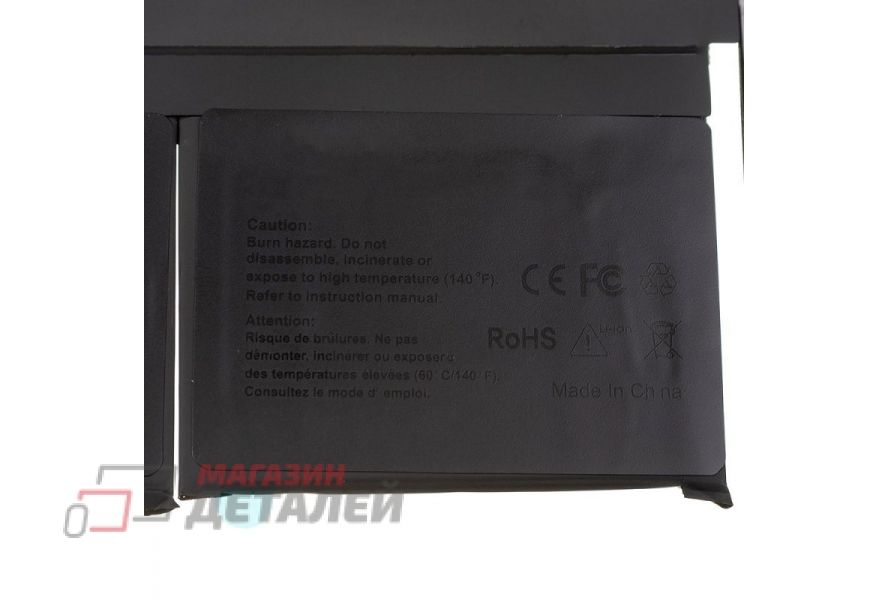 Caution:
Burn hazard. Do not
disassemble, incinerate or
expose to high temperature (140 °F).
Refer to instruction manual.
Attention:
Risque de brûlures. Ne pas
démonter, incinérer ou exposerà
des températures élevées (60°C/140°F).
Consultez le mode d' emploi.
CE FC
RoHS
Li-ion
Made In China
МАГАЗИН
ДЕТАЛЕЙ